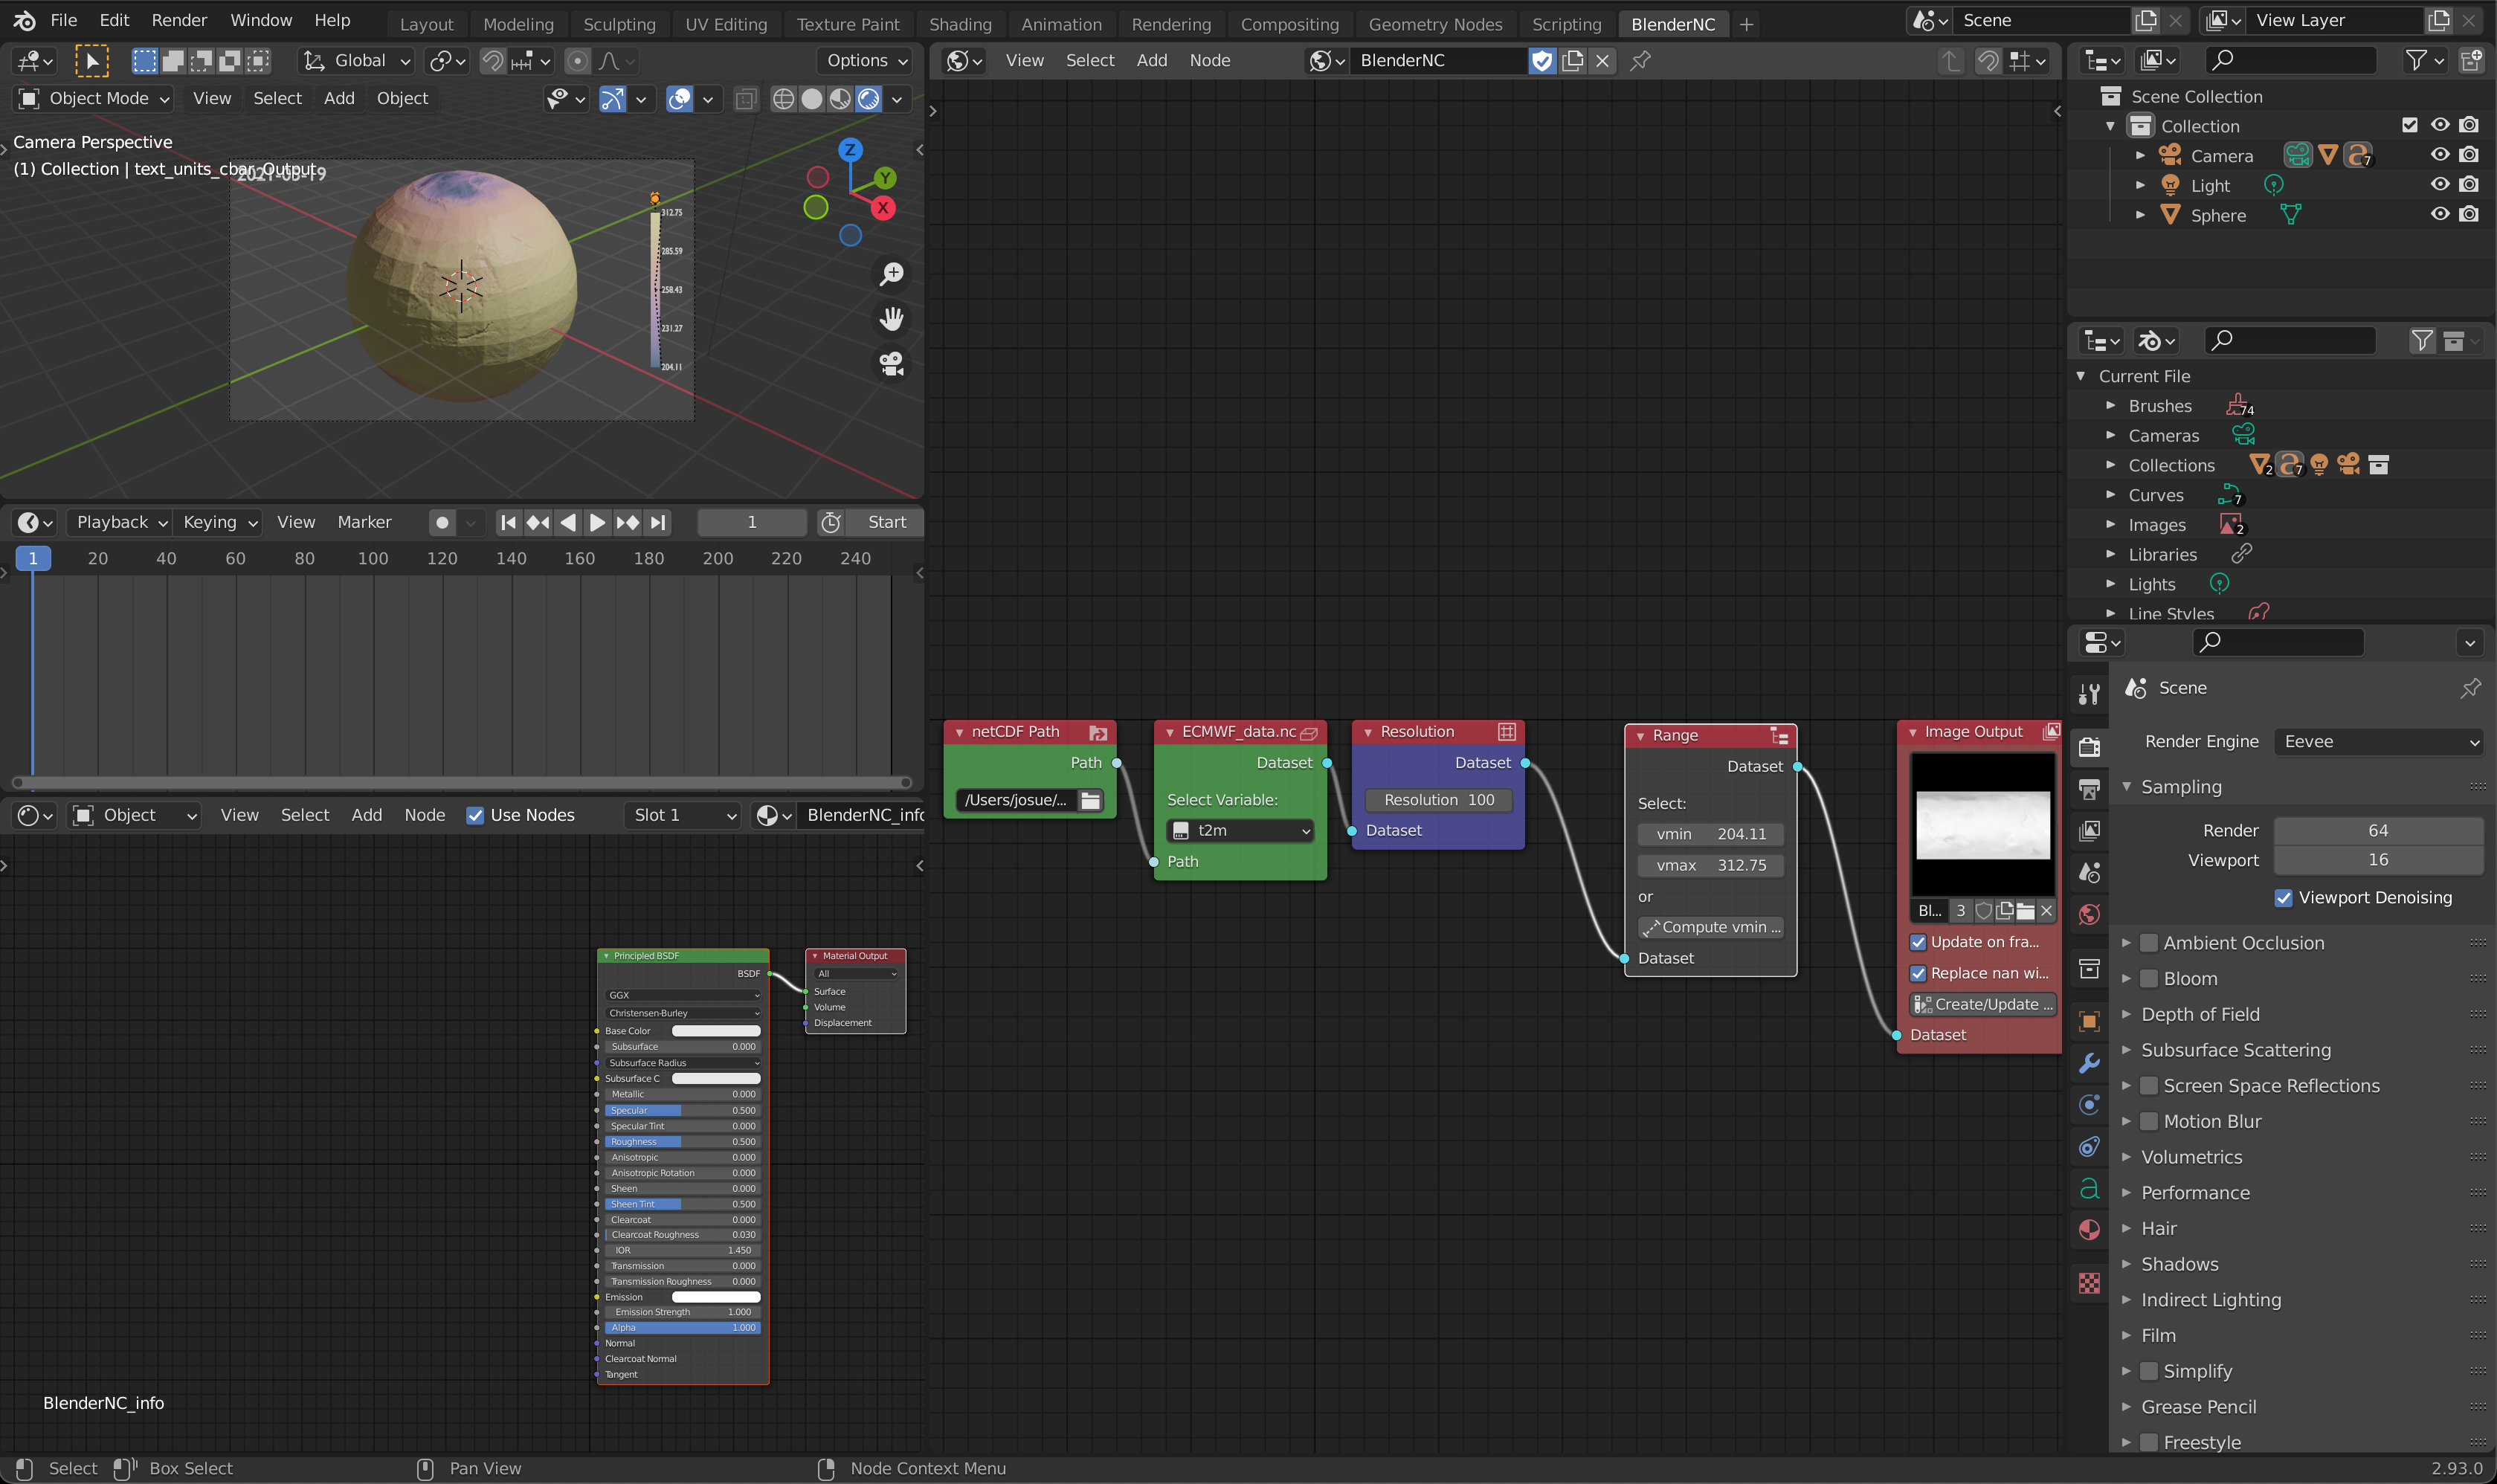 File Edit Render Window Help Layout Modeling Sculpting UV Editing Texture Paint Shading Animation Rendering Compositing Geometry Nodes Scripting BlenderNC + Scene View Layer
Global Options
Object Mode View Select Add Object
Camera Perspective
(1) Collection | text_units_cbar_Output
312.75
285.59
258.43
231.27
204.11
Z
Y
X
Playback Keying View Marker 1 Start
1 20 40 60 80 100 120 140 160 180 200 220 240
Object View Select Add Node Use Nodes Slot 1 BlenderNC_info
Principled BSDF
BSDF
GGX
Christensen-Burley
Base Color
Subsurface 0.000
Subsurface Radius
Subsurface C
Metallic 0.000
Specular 0.500
Specular Tint 0.000
Roughness 0.500
Anisotropic 0.000
Anisotropic Rotation 0.000
Sheen 0.000
Sheen Tint 0.500
Clearcoat 0.000
Clearcoat Roughness 0.030
IOR 1.450
Transmission 0.000
Transmission Roughness 0.000
Emission
Emission Strength 1.000
Alpha 1.000
Normal
Clearcoat Normal
Tangent
Material Output
All
Surface
Volume
Displacement
BlenderNC_info
View Select Add Node BlenderNC
netCDF Path
Path
/Users/josue/...
ECMWF_data.nc
Dataset
Select Variable:
t2m
Path
Resolution
Dataset
Resolution 100
Dataset
Range
Dataset
Select:
vmin 204.11
vmax 312.75
or
Compute vmin ...
Dataset
Image Output
Bl... 3
Update on fra...
Replace nan wi...
Create/Update ...
Dataset
Scene Collection
Collection
Camera 7
Light
Sphere
Current File
Brushes 74
Cameras
Collections 2 7
Curves 7
Images 2
Libraries
Lights
Line Styles
Scene
Render Engine Eevee
Sampling
Render 64
Viewport 16
Viewport Denoising
Ambient Occlusion
Bloom
Depth of Field
Subsurface Scattering
Screen Space Reflections
Motion Blur
Volumetrics
Performance
Hair
Shadows
Indirect Lighting
Film
Simplify
Grease Pencil
Freestyle
Select Box Select Pan View Node Context Menu 2.93.0